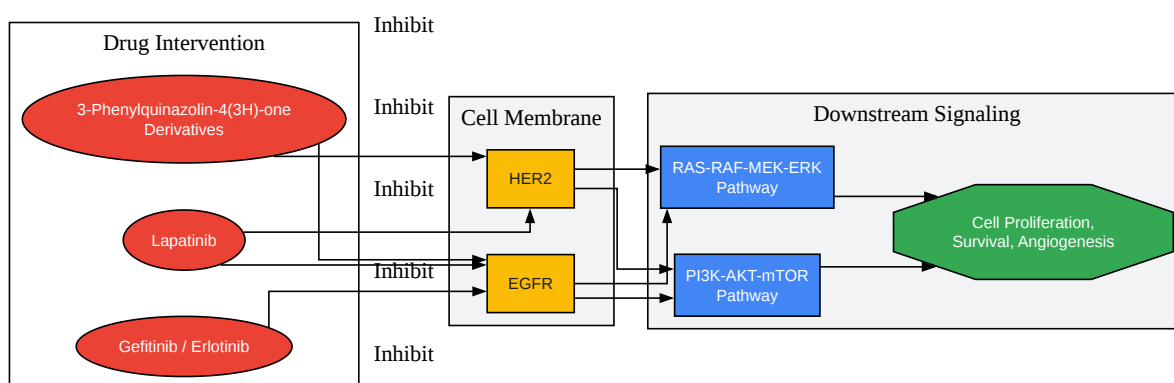 Inhibit
Drug Intervention
3-Phenylquinazolin-4(3H)-one
Derivatives
Inhibit
Cell Membrane
Downstream Signaling
HER2
RAS-RAF-MEK-ERK
Pathway
Inhibit
Lapatinib
Cell Proliferation,
Survival, Angiogenesis
Inhibit
EGFR
PI3K-AKT-mTOR
Pathway
Gefitinib / Erlotinib
Inhibit